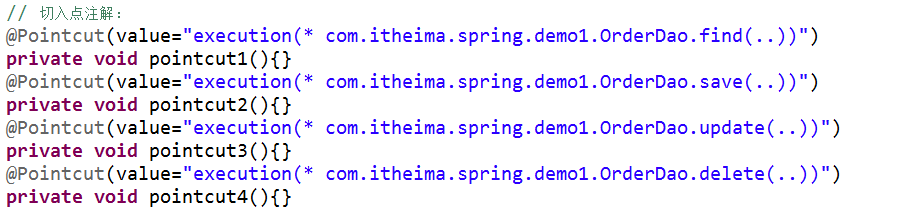 // 切入点注解：
@Pointcut(value="execution(* com.itheima.spring.demo1.OrderDao.find(..))")
private void pointcut1(){}
@Pointcut(value="execution(* com.itheima.spring.demo1.OrderDao.save(..))")
private void pointcut2(){}
@Pointcut(value="execution(* com.itheima.spring.demo1.OrderDao.update(..))")
private void pointcut3(){}
@Pointcut(value="execution(* com.itheima.spring.demo1.OrderDao.delete(..))")
private void pointcut4(){}